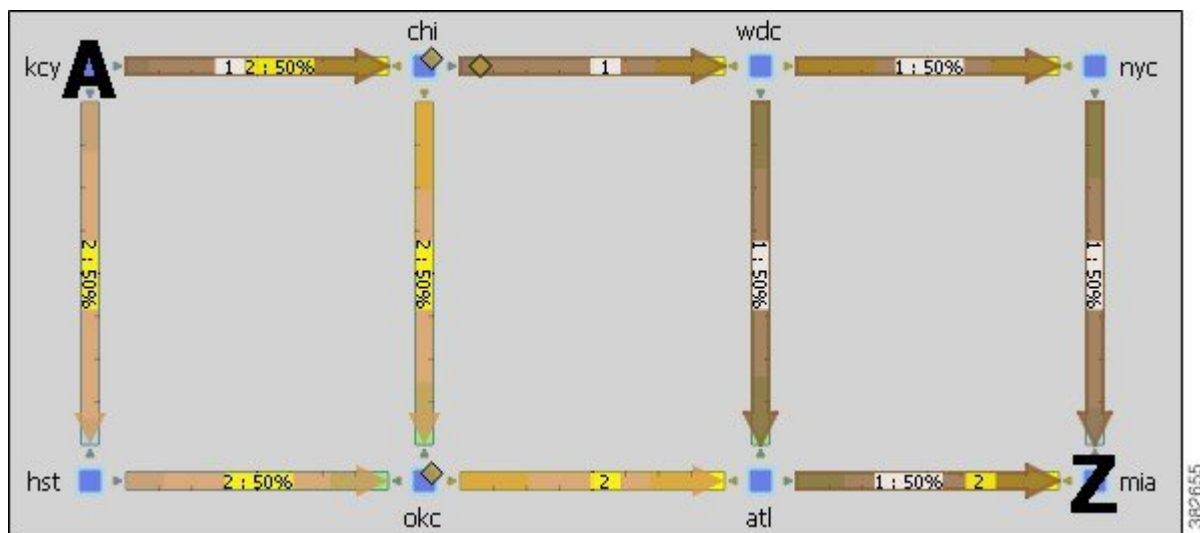 chi
wdc
kcy
A
1 2 : 50%
1
1 : 50%
nyc
2 : 50%
2 : 50%
1 : 50%
1 : 50%
hst
2 : 50%
2
1 : 50% 2
Z
mia
okc
atl
382655